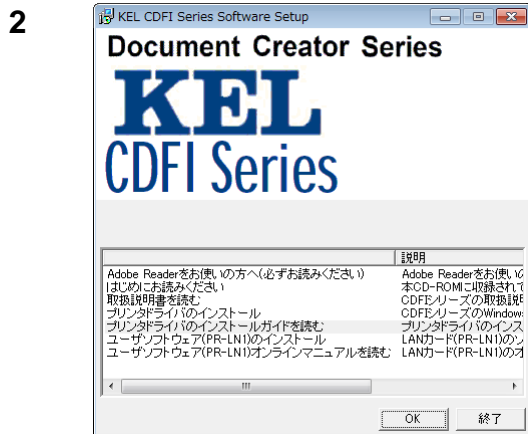 2
KEL CDFI Series Software Setup
Document Creator Series
KEL
CDFI Series
説明
Adobe Readerをお使いの方へ(必ずお読みください) Adobe Readerをお使い
はじめにお読みください 本CD-ROMに収録されて
取扱説明書を読む CDFIシリーズの取扱説
プリンタドライバのインストール CDFIシリーズのWindow
プリンタドライバのインストールガイドを読む プリンタドライバのインス
ユーザソフトウェア(PR-LN1)のインストール LANカード(PR-LN1)の
ユーザソフトウェア(PR-LN1)オンラインマニュアルを読む LANカード(PR-LN1)の
OK 終了